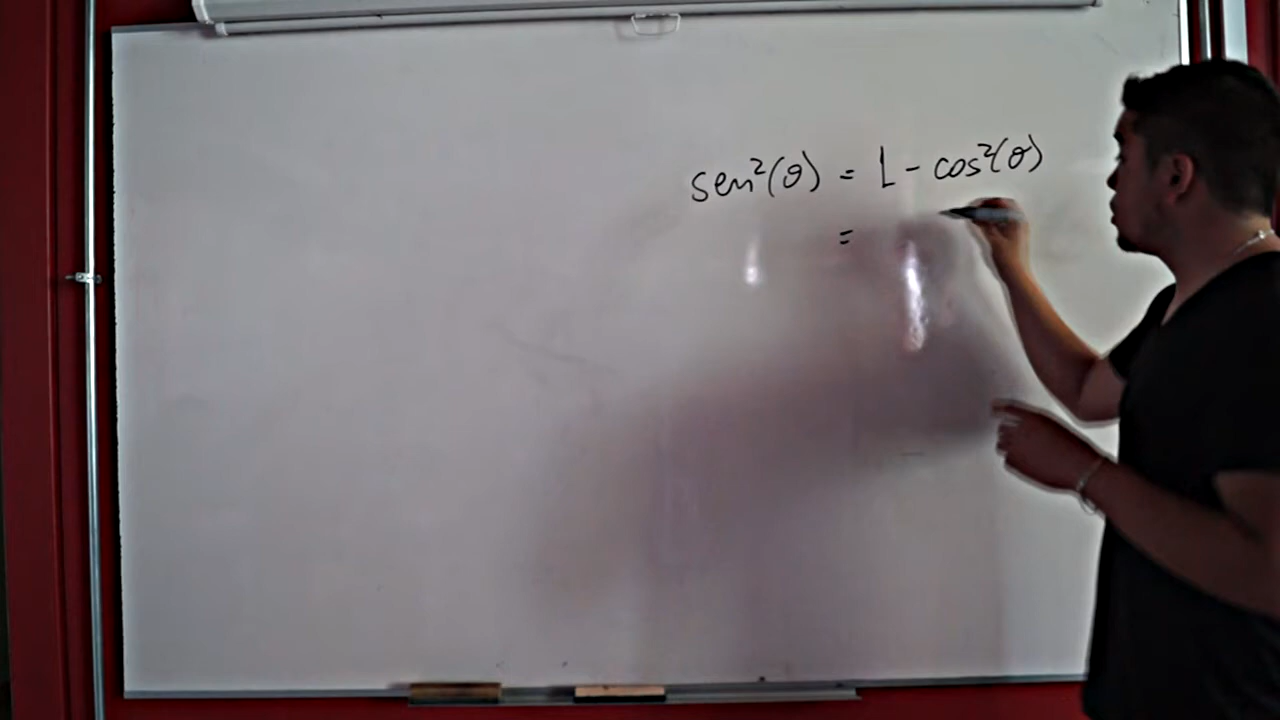 sen²(θ) = 1 - cos²(θ)
=